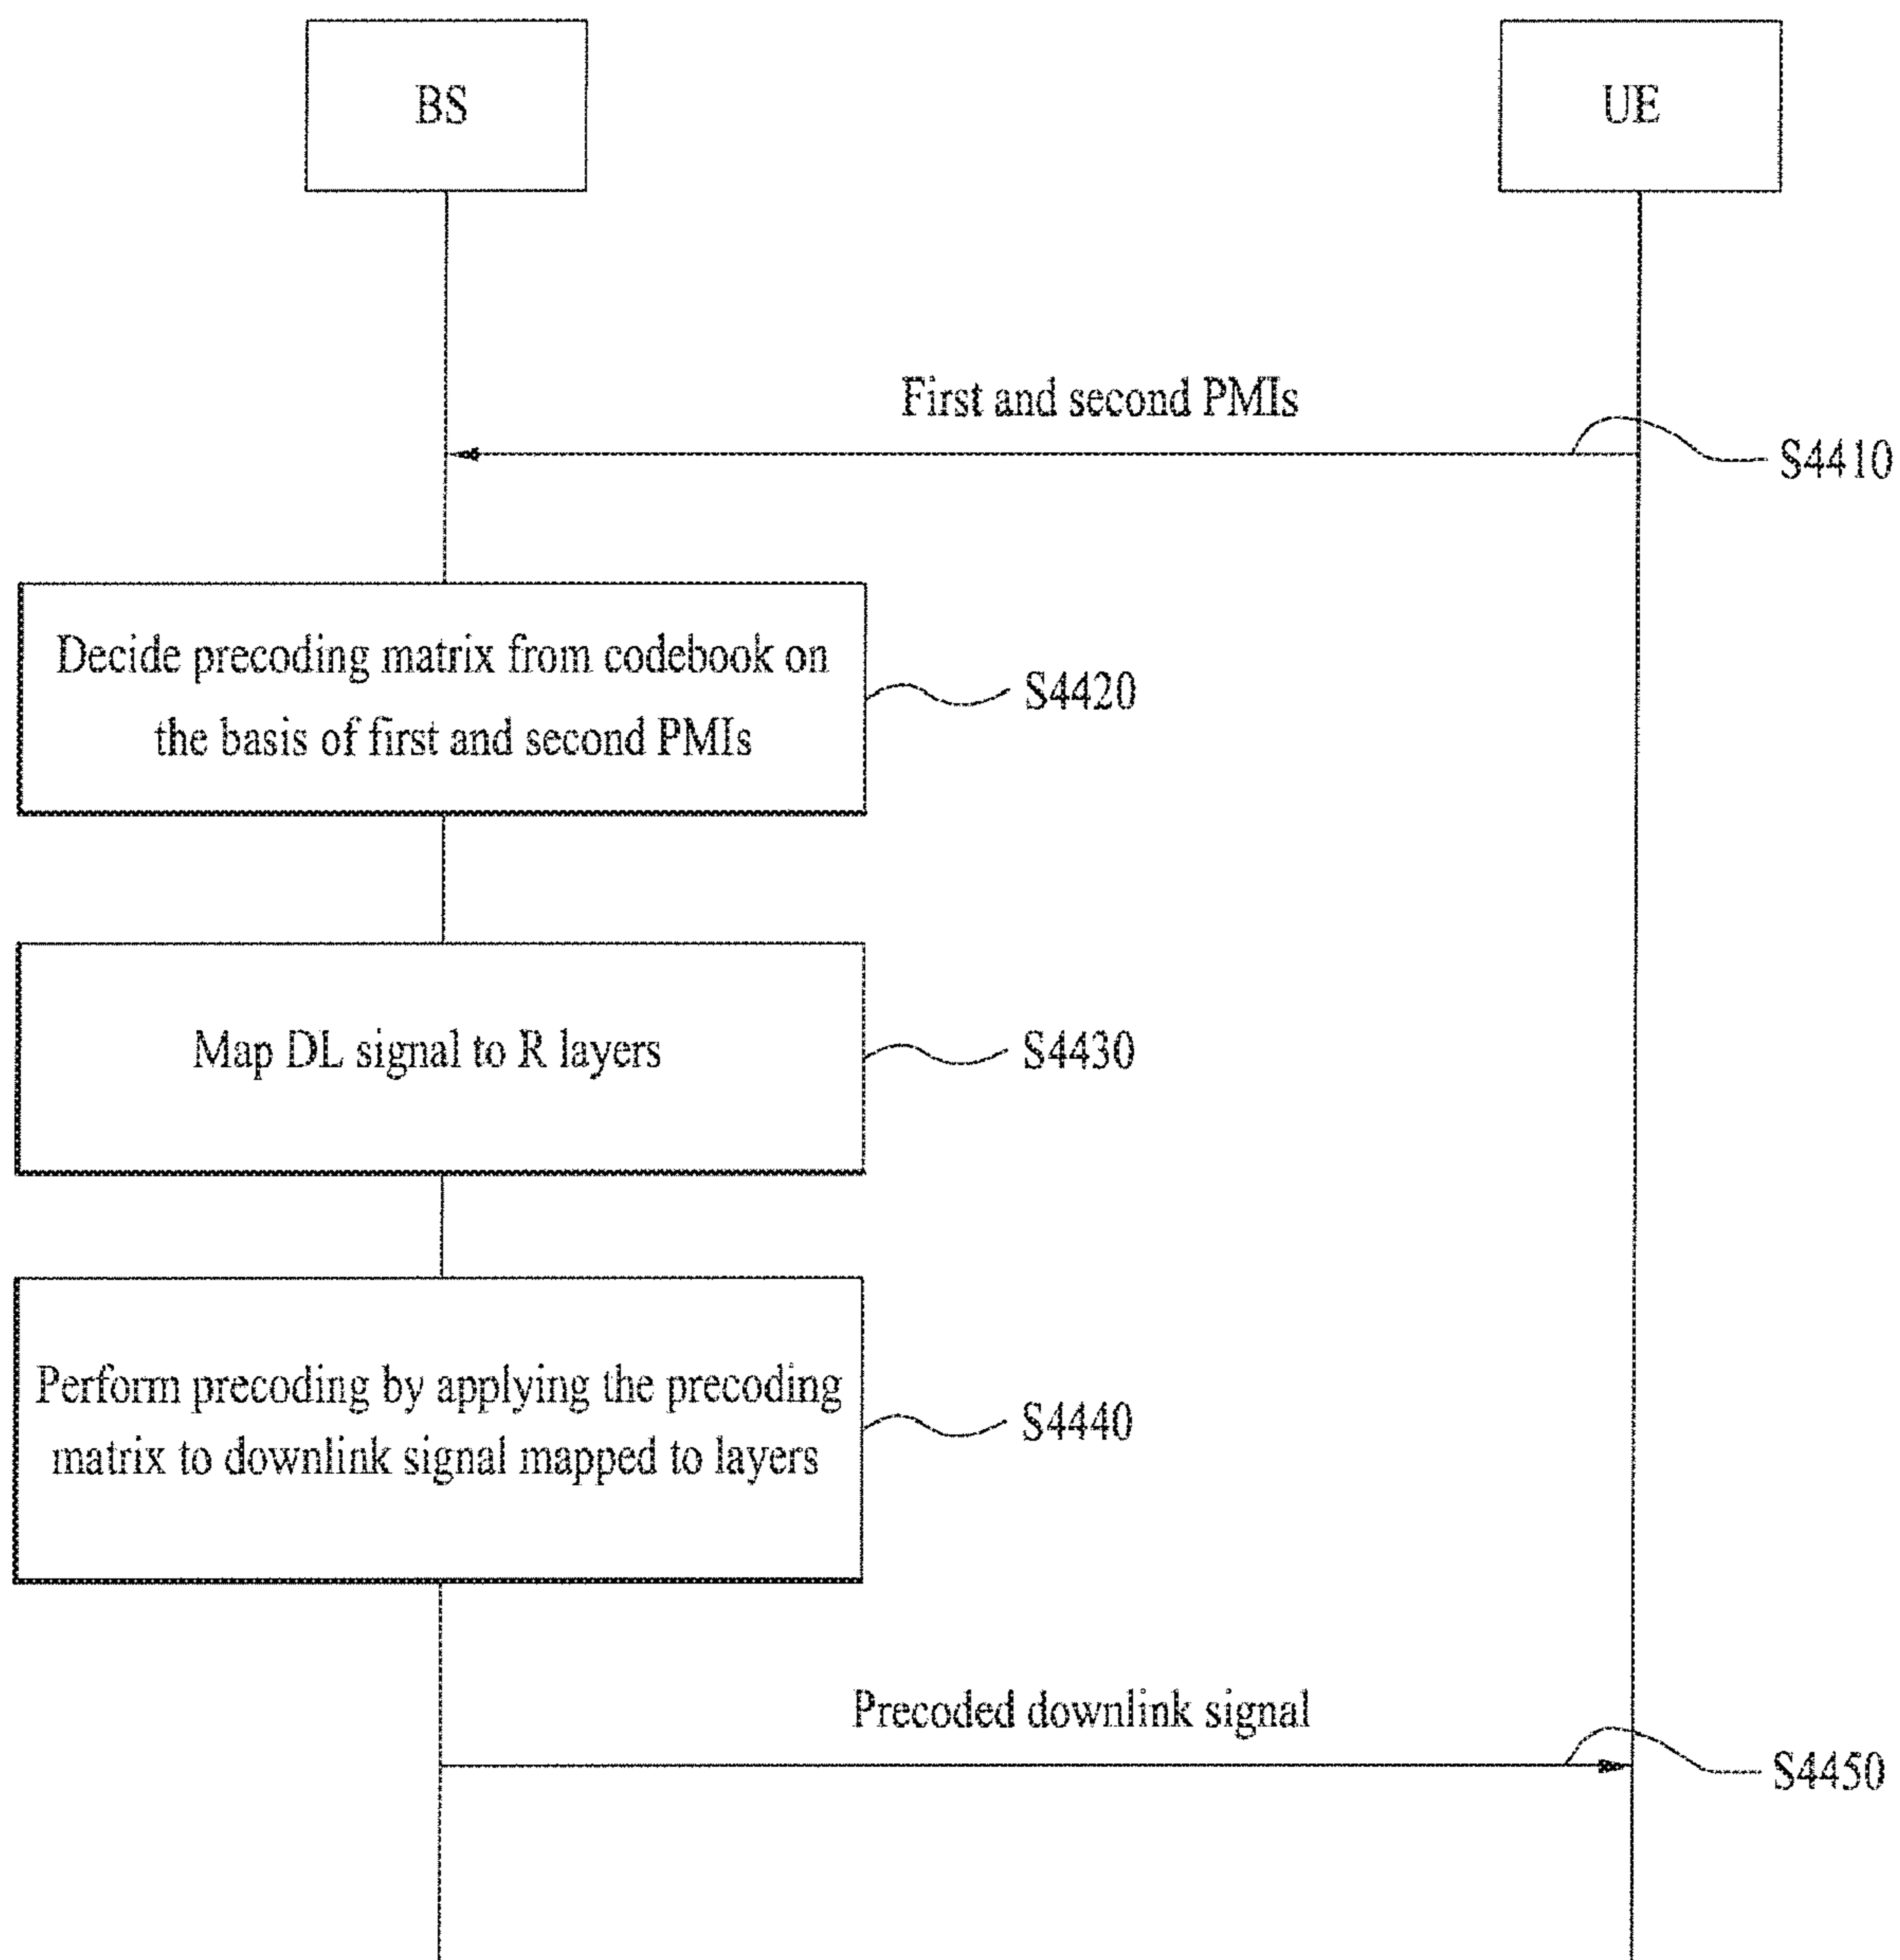 BS
UE
First and second PMIs
S4410
Decide precoding matrix from codebook on
the basis of first and second PMIs
S4420
Map DL signal to R layers
S4430
Perform precoding by applying the precoding
matrix to downlink signal mapped to layers
S4440
Precoded downlink signal
S4450